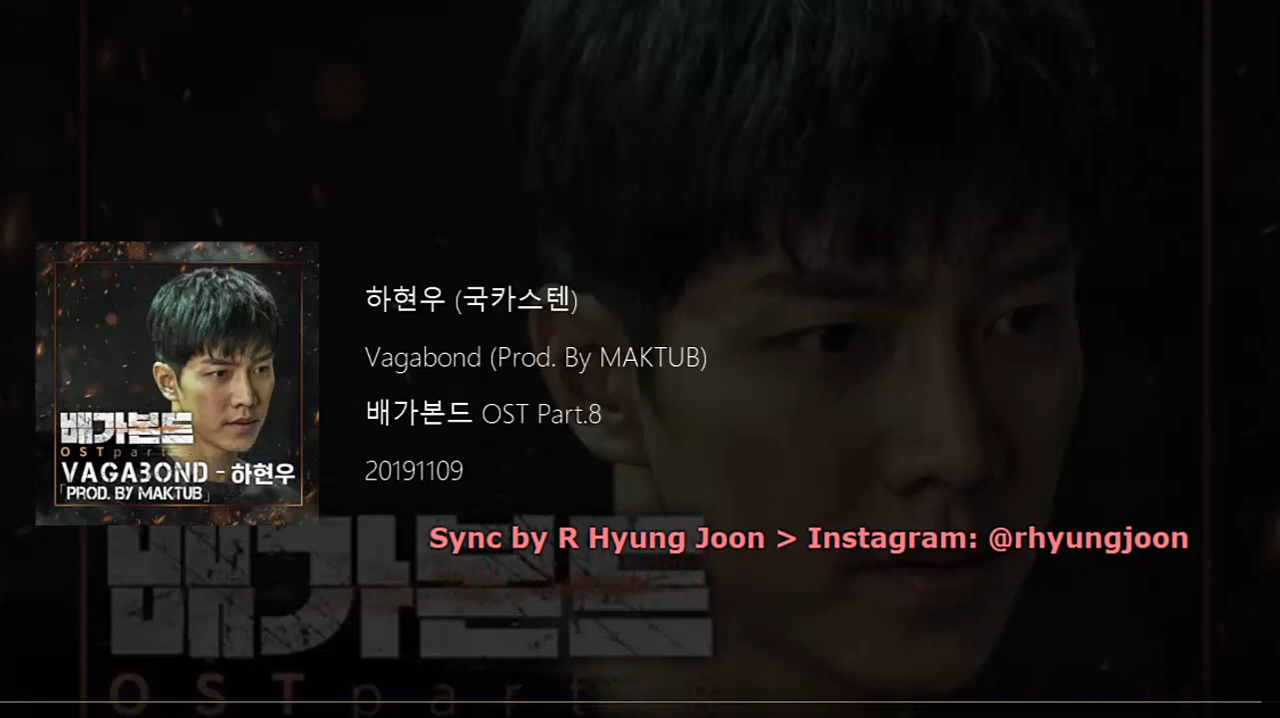 하현우 (국카스텐)
Vagabond (Prod. By MAKTUB)
배가본드 OST Part.8
20191109
배가본드
OST part 8
VAGABOND - 하현우
「PROD. BY MAKTUB」
Sync by R Hyung Joon > Instagram: @rhyungjoon
배가본드
OST part 8